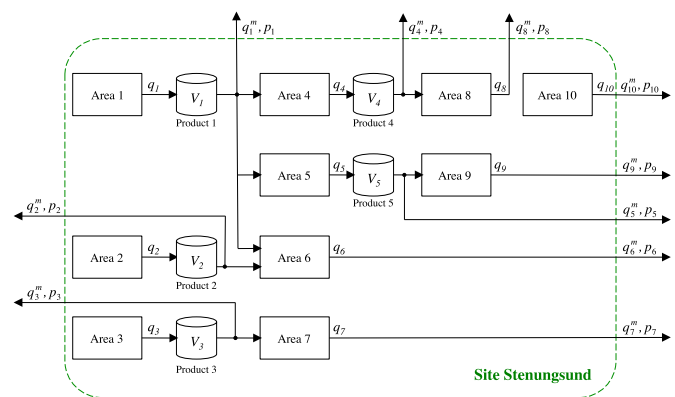 q₁ᵐ, p₁
q₄ᵐ, p₄
q₈ᵐ, p₈
Area 1
q₁
V₁
Product 1
Area 4
q₄
V₄
Product 4
Area 8
q₈
Area 10
q₁₀
q₁₀ᵐ, p₁₀
Area 5
q₅
V₅
Product 5
Area 9
q₉
q₉ᵐ, p₉
q₅ᵐ, p₅
q₂ᵐ, p₂
Area 2
q₂
V₂
Product 2
Area 6
q₆
q₆ᵐ, p₆
q₃ᵐ, p₃
Area 3
q₃
V₃
Product 3
Area 7
q₇
q₇ᵐ, p₇
Site Stenungsund